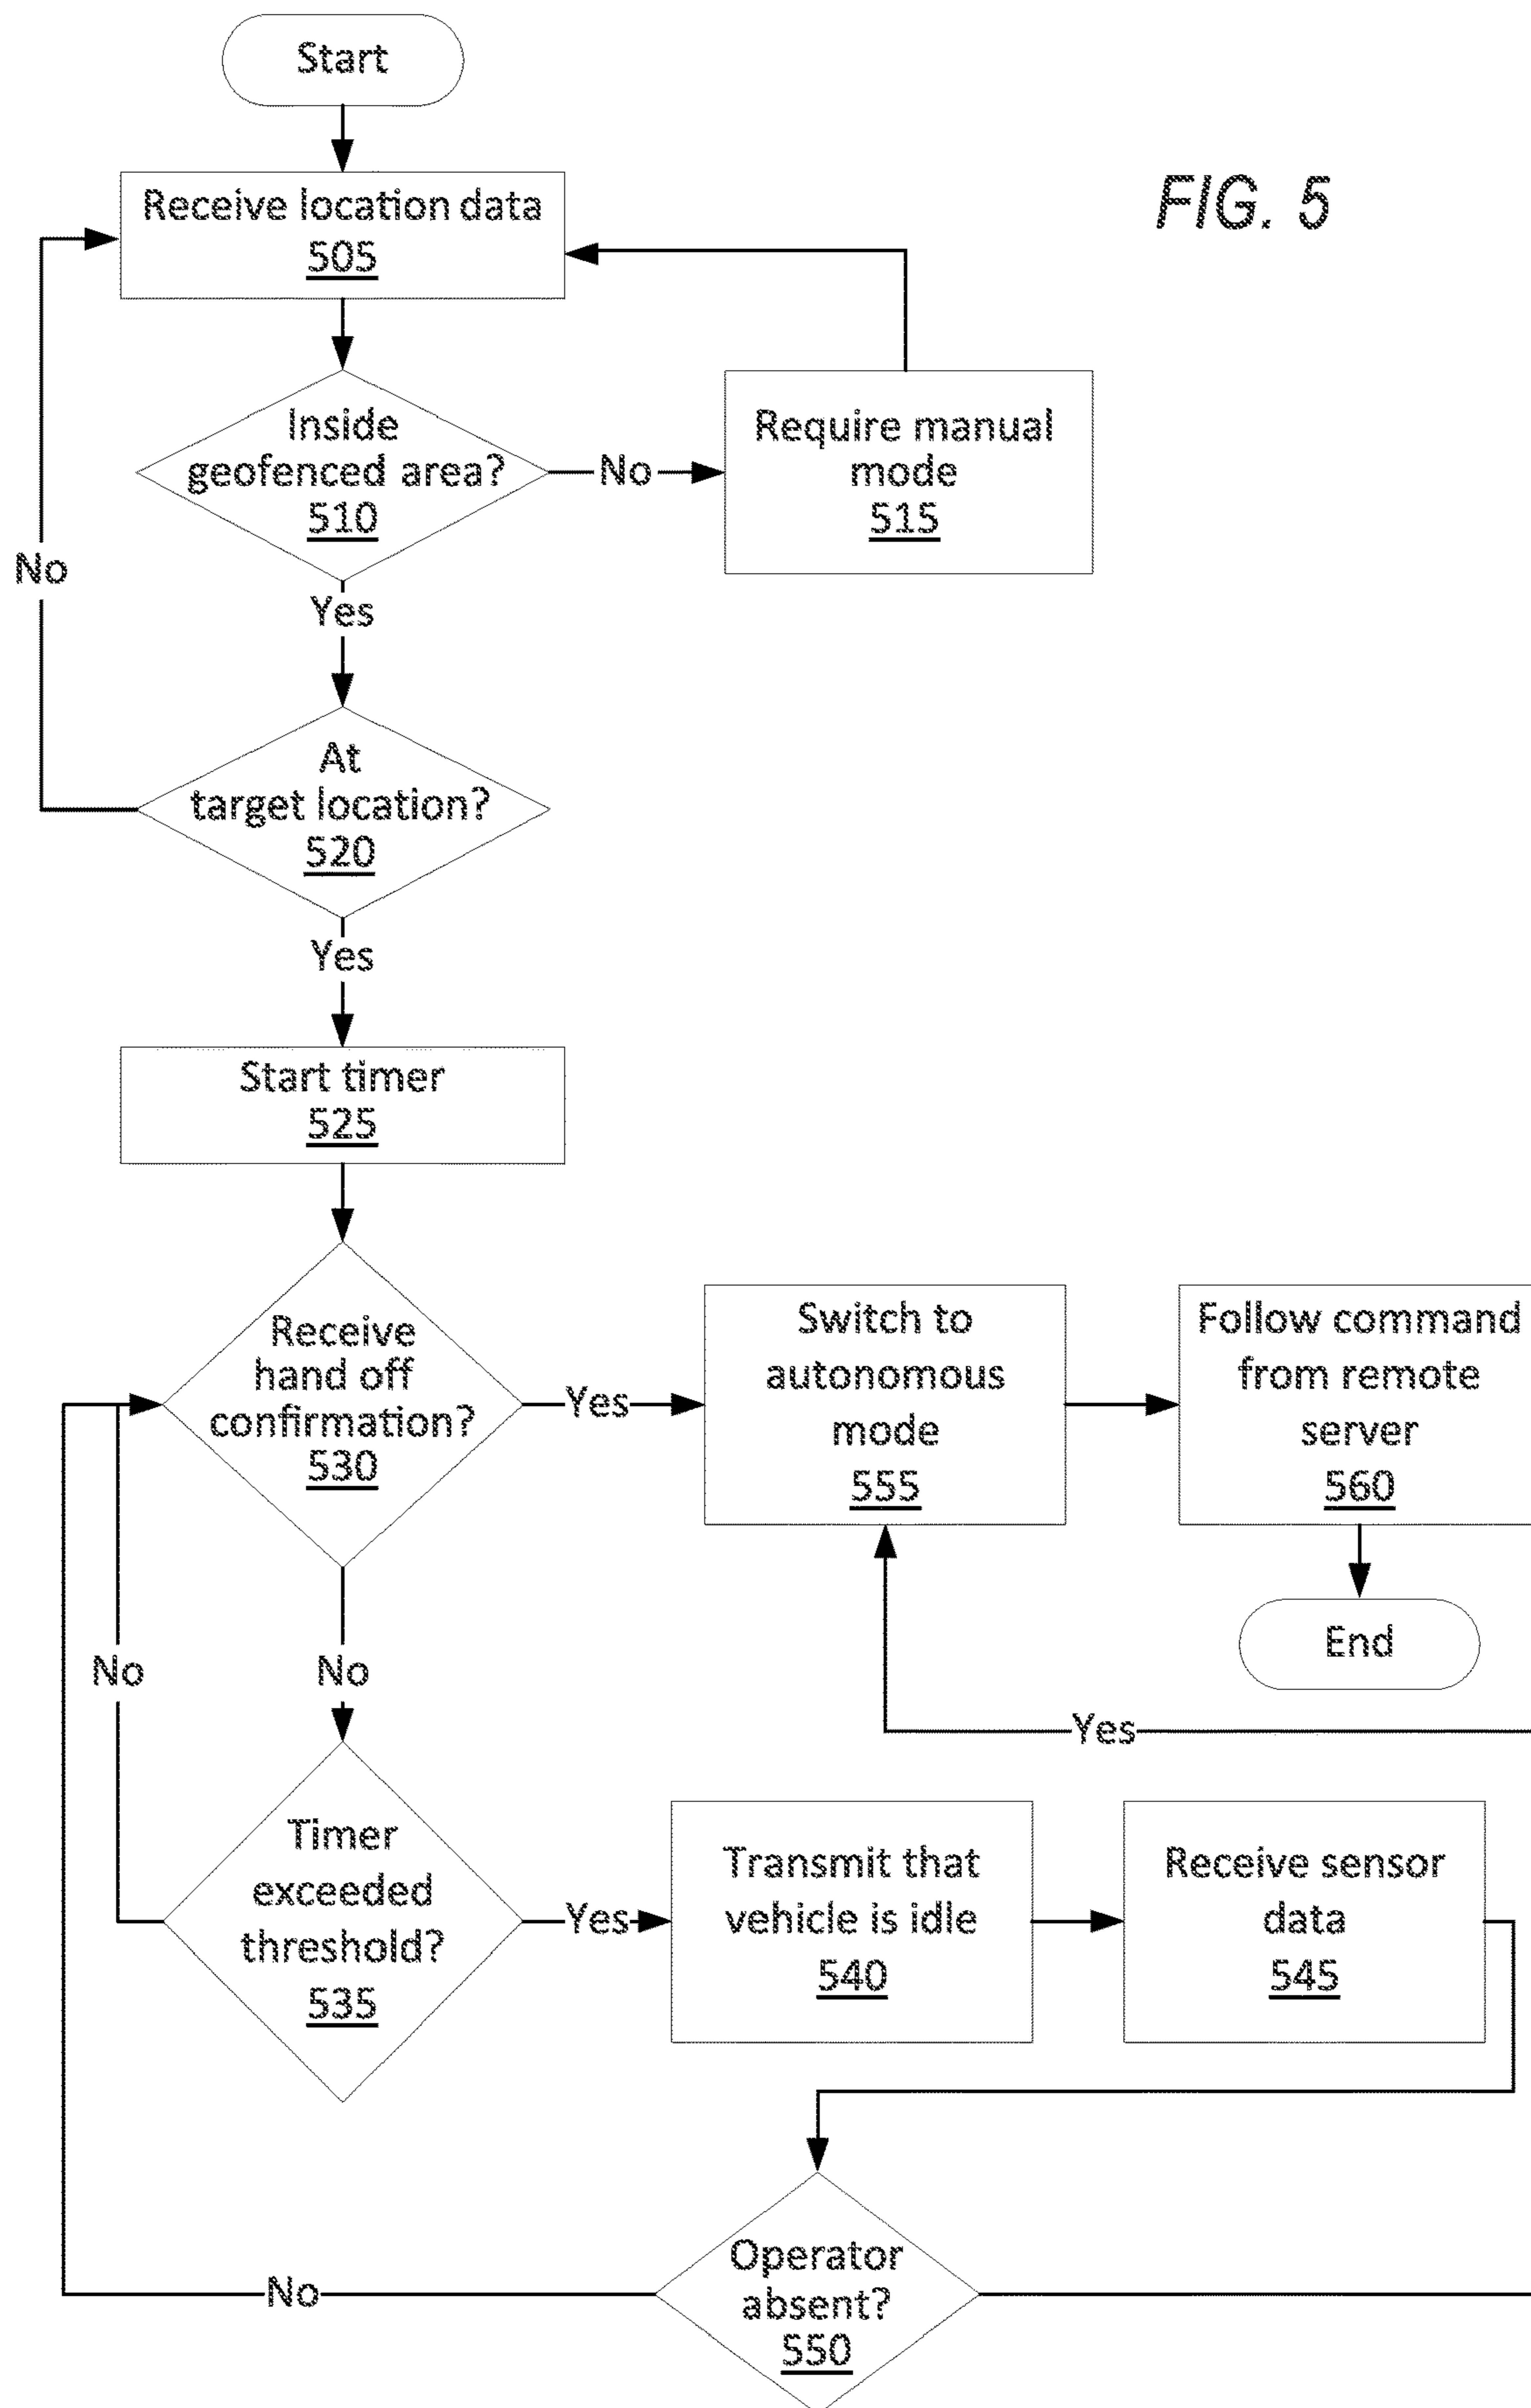 Start
FIG. 5
Receive location data
505
Inside
geofenced area?
510
No
Require manual
mode
515
No
Yes
At
target location?
520
Yes
Start timer
525
Receive
hand off
confirmation?
530
Yes
Switch to
autonomous
mode
555
Follow command
from remote
server
560
End
No
No
Yes
Timer
exceeded
threshold?
535
Yes
Transmit that
vehicle is idle
540
Receive sensor
data
545
Operator
absent?
550
No